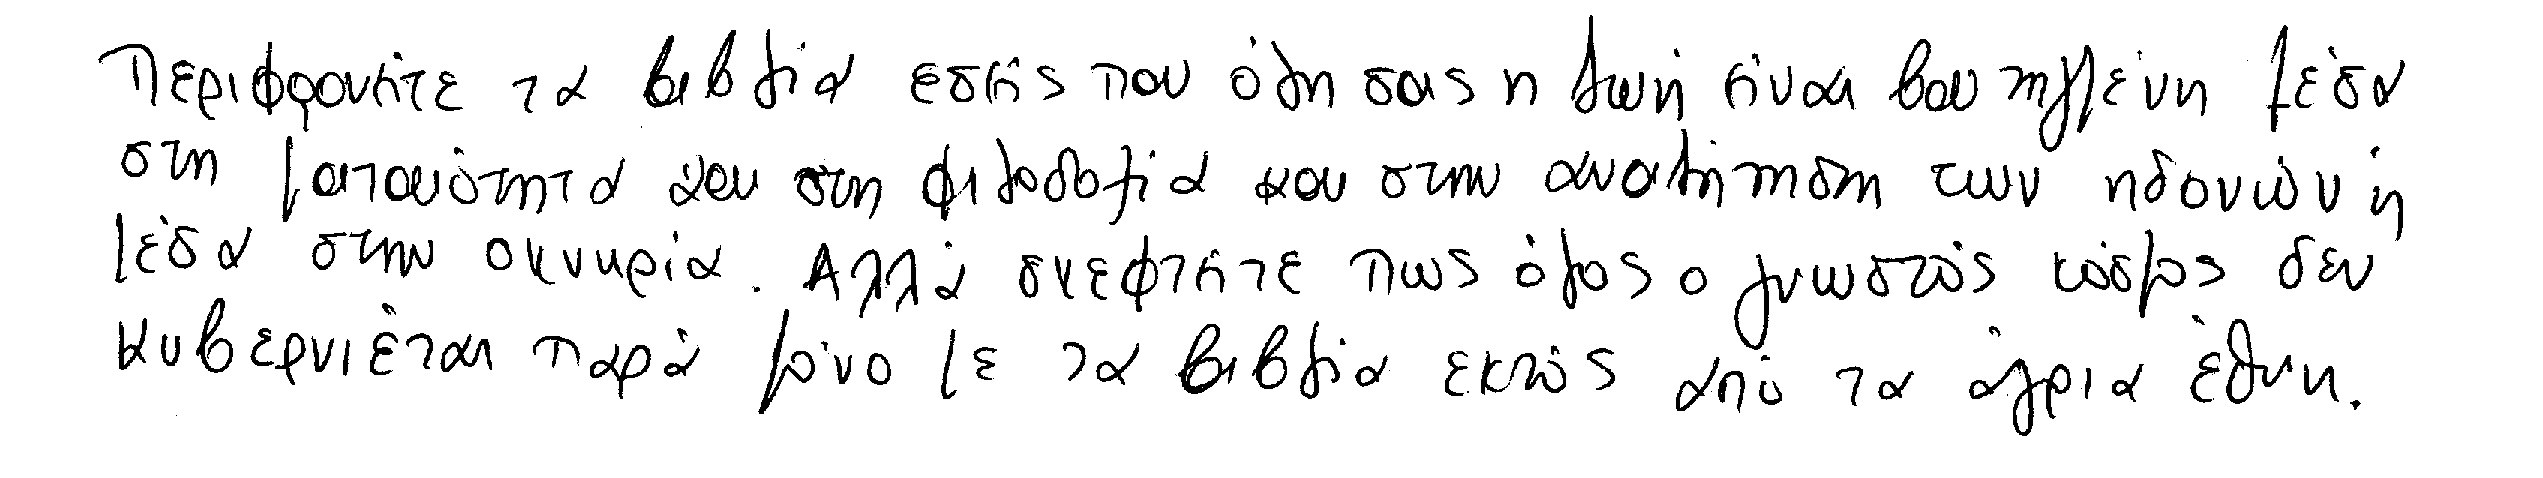 Περιφρονείτε τα βιβλία εσείς που όλη σας η ζωή είναι βουτηγμένη μέσα
στη ματαιότητα και στη φιλοδοξία και στην αναζήτηση των ηδονών ή
μέσα στην οκνηρία. Αλλά σκεφτείτε πως όλος ο γνωστός κόσμος δεν
κυβερνιέται παρά μόνο με τα βιβλία εκτός από τα άγρια έθνη.